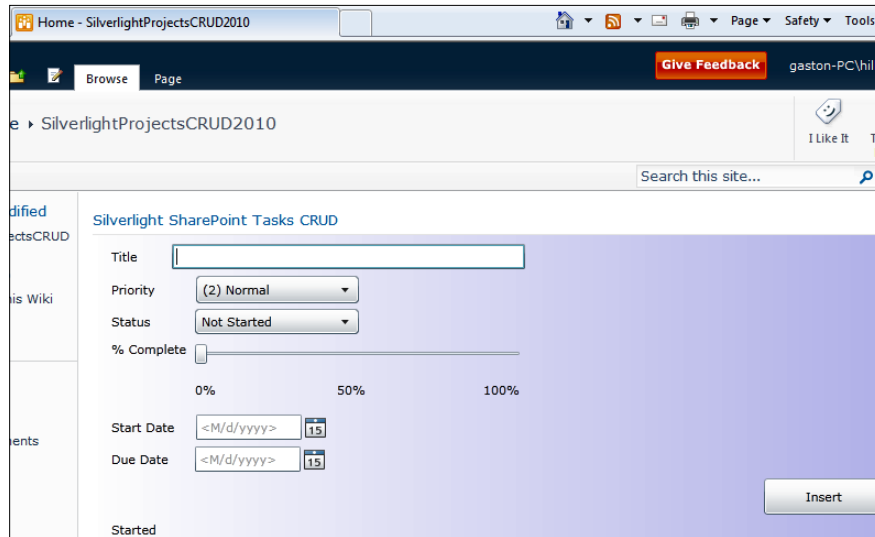 Home - SilverlightProjectsCRUD2010
Page
Safety
Tools
Browse
Page
Give Feedback
gaston-PC\hil
e ▸ SilverlightProjectsCRUD2010
I Like It
T
Search this site...
dified
ectsCRUD
is Wiki
ents
Silverlight SharePoint Tasks CRUD
Title
Priority
(2) Normal
Status
Not Started
% Complete
0%
50%
100%
Start Date
<M/d/yyyy>
15
Due Date
<M/d/yyyy>
15
Insert
Started